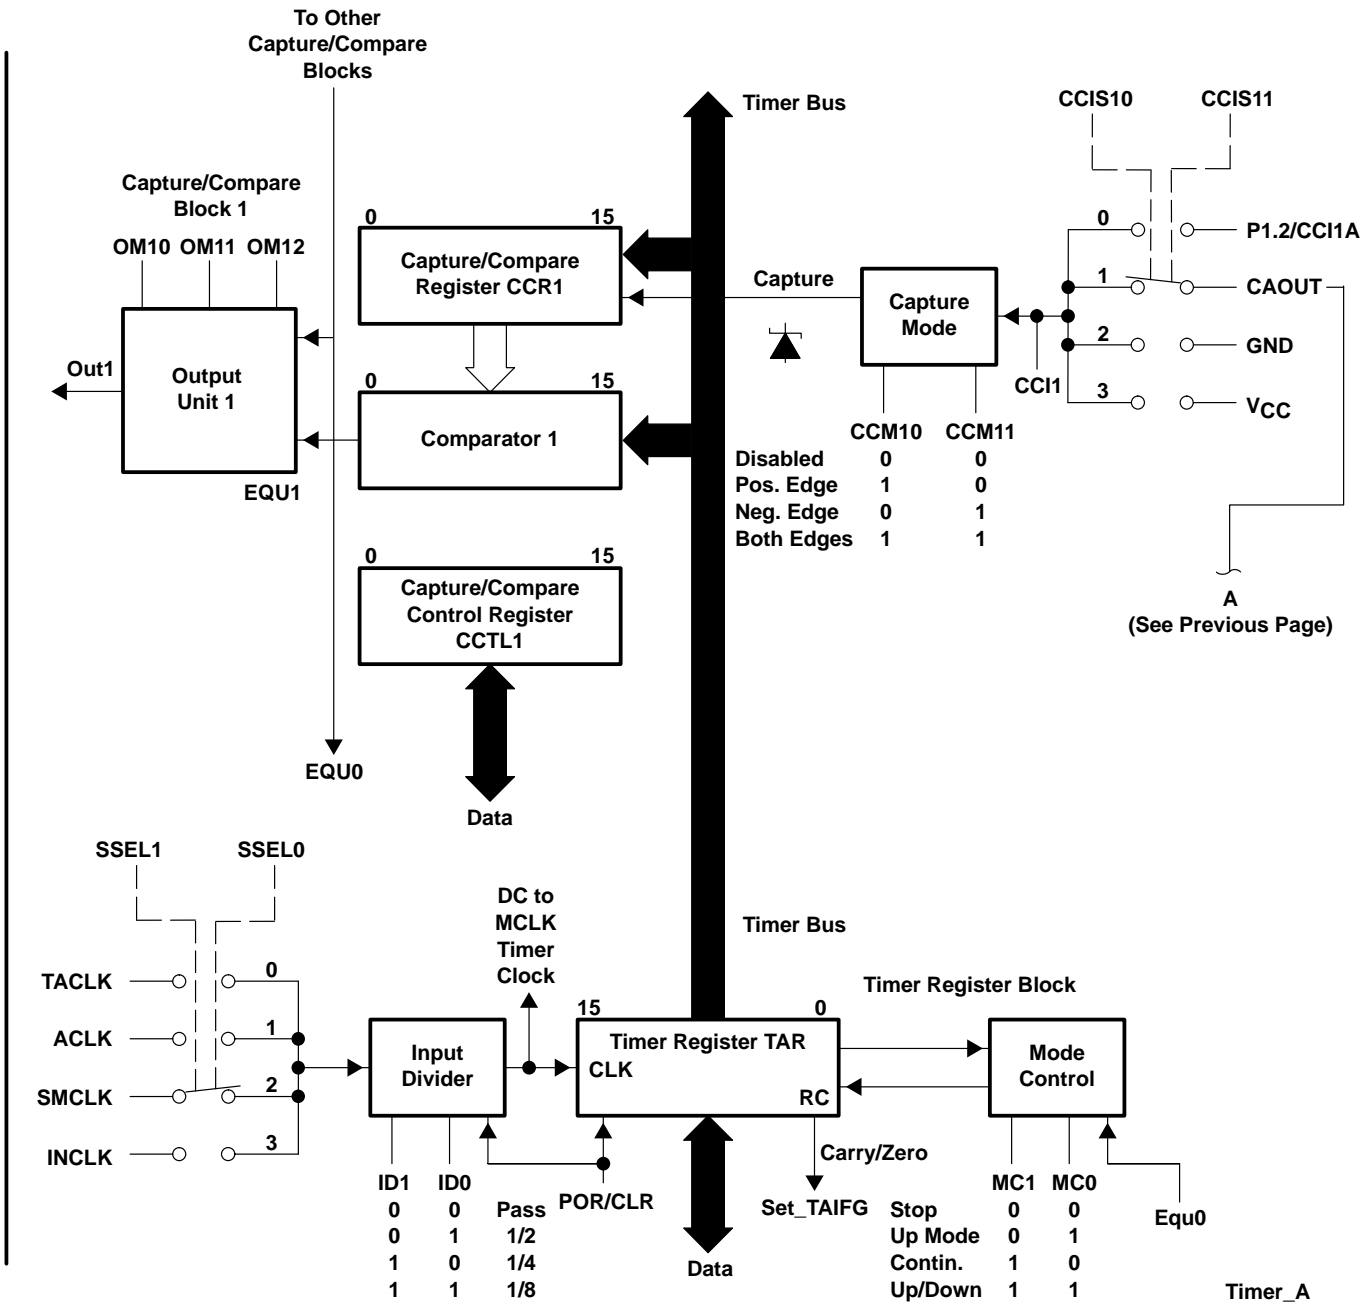 To Other
Capture/Compare
Blocks
Timer Bus
CCIS10 CCIS11
Capture/Compare
Block 1
OM10 OM11 OM12
0 15
Capture/Compare
Register CCR1
Capture
Capture
Mode
0 P1.2/CCI1A
1 CAOUT
2 GND
3 VCC
CCI1
Out1
Output
Unit 1
EQU1
0 15
Comparator 1
CCM10 CCM11
Disabled 0 0
Pos. Edge 1 0
Neg. Edge 0 1
Both Edges 1 1
0 15
Capture/Compare
Control Register
CCTL1
A
(See Previous Page)
EQU0
Data
SSEL1 SSEL0
DC to
MCLK
Timer
Clock
Timer Bus
TACLK 0
ACLK 1
SMCLK 2
INCLK 3
Input
Divider
15 0
Timer Register TAR
CLK
RC
Timer Register Block
Mode
Control
Carry/Zero
Set_TAIFG
POR/CLR
ID1 ID0
0 0 Pass
0 1 1/2
1 0 1/4
1 1 1/8
Data
MC1 MC0
Stop 0 0
Up Mode 0 1
Contin. 1 0
Up/Down 1 1
Equ0
Timer_A